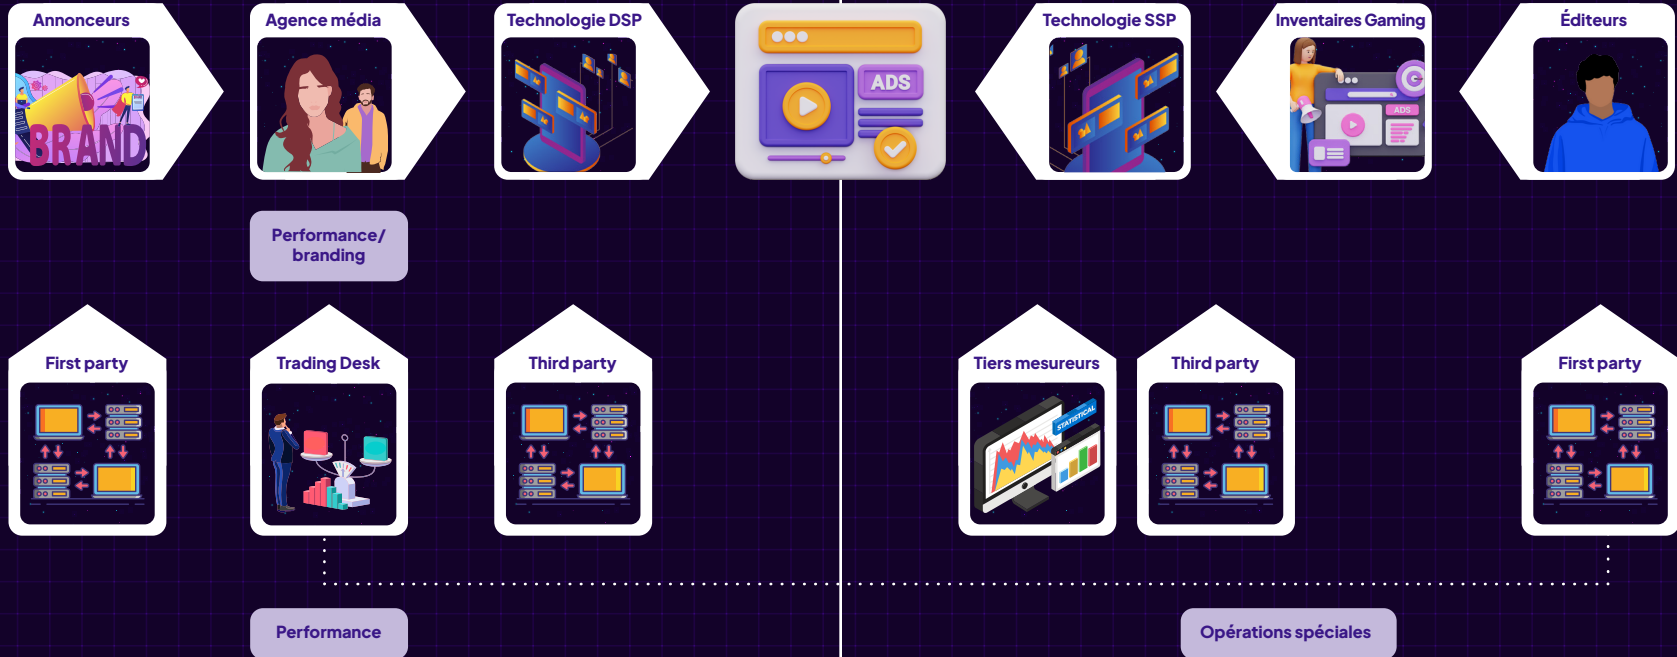 Annonceurs
Agence média
Technologie DSP
Technologie SSP
Inventaires Gaming
Éditeurs
BRAND
ADS
ADS
Performance/
branding
First party
Trading Desk
Third party
Tiers mesureurs
Third party
First party
STATISTICAL
Performance
Opérations spéciales